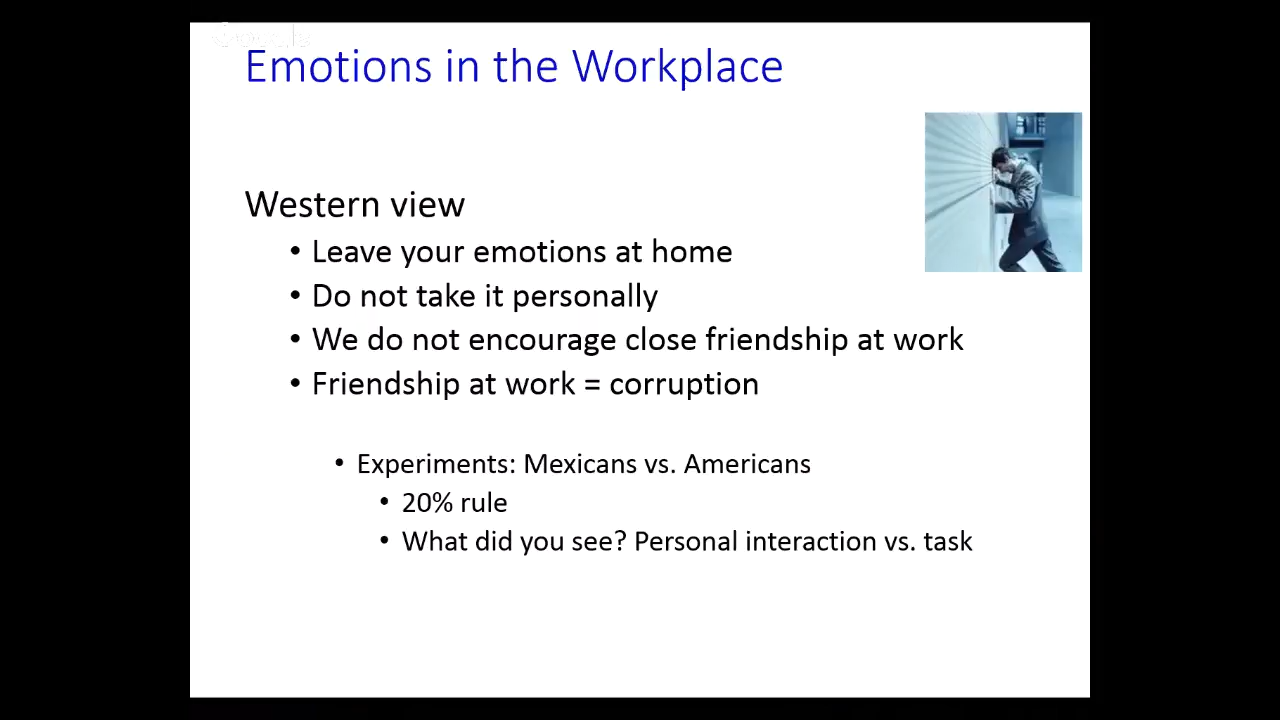 Emotions in the Workplace
Western view
• Leave your emotions at home
• Do not take it personally
• We do not encourage close friendship at work
• Friendship at work = corruption
• Experiments: Mexicans vs. Americans
• 20% rule
• What did you see? Personal interaction vs. task